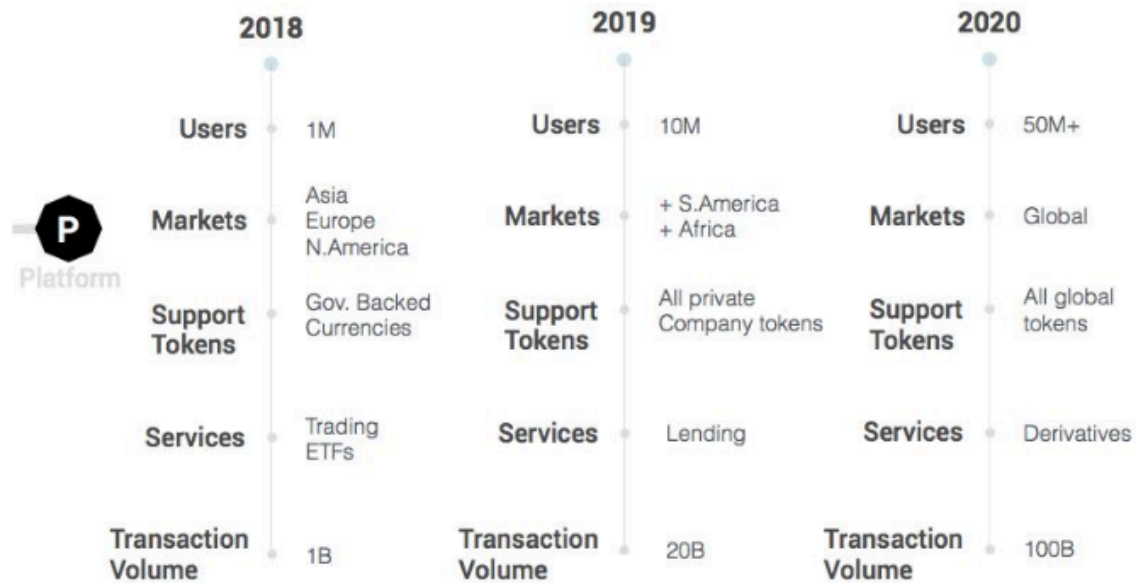 2018
Users 1M
Markets Asia
Europe
N.America
Support
Tokens
Gov. Backed
Currencies
Services Trading
ETFs
Transaction
Volume
1B
2019
Users 10M
Markets + S.America
+ Africa
Support
Tokens
All private
Company tokens
Services Lending
Transaction
Volume
20B
2020
Users 50M+
Markets Global
Support
Tokens
All global
tokens
Services Derivatives
Transaction
Volume
100B
P
Platform